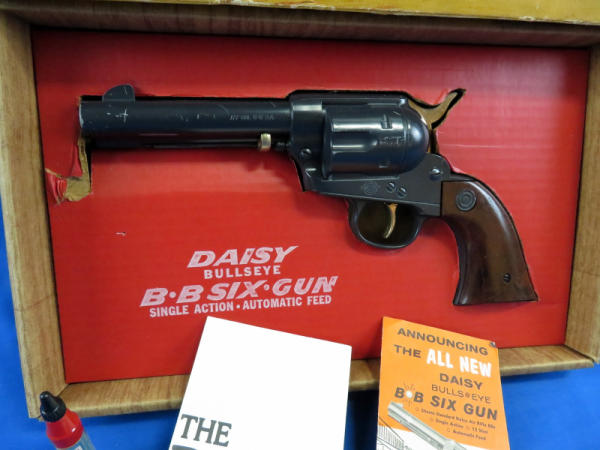 DAISY
BULLSEYE
B•B SIX•GUN
SINGLE ACTION • AUTOMATIC FEED
THE
ANNOUNCING
THE ALL NEW
DAISY
BULLSEYE
B B SIX GUN
Single Action
Automatic Feed